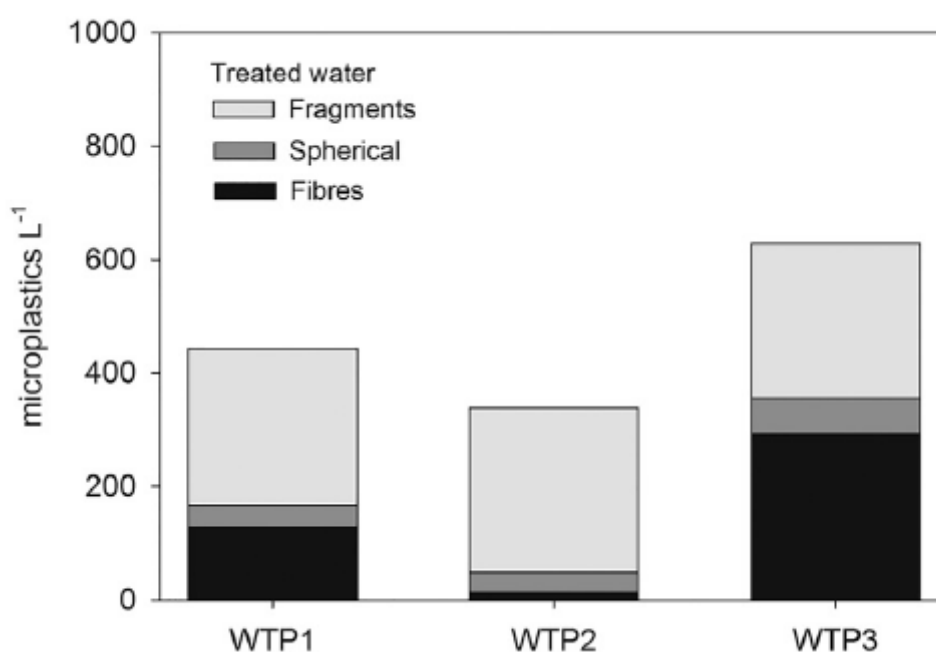 1000
800
600
400
200
0
microplastics L⁻¹
Treated water
Fragments
Spherical
Fibres
WTP1 WTP2 WTP3